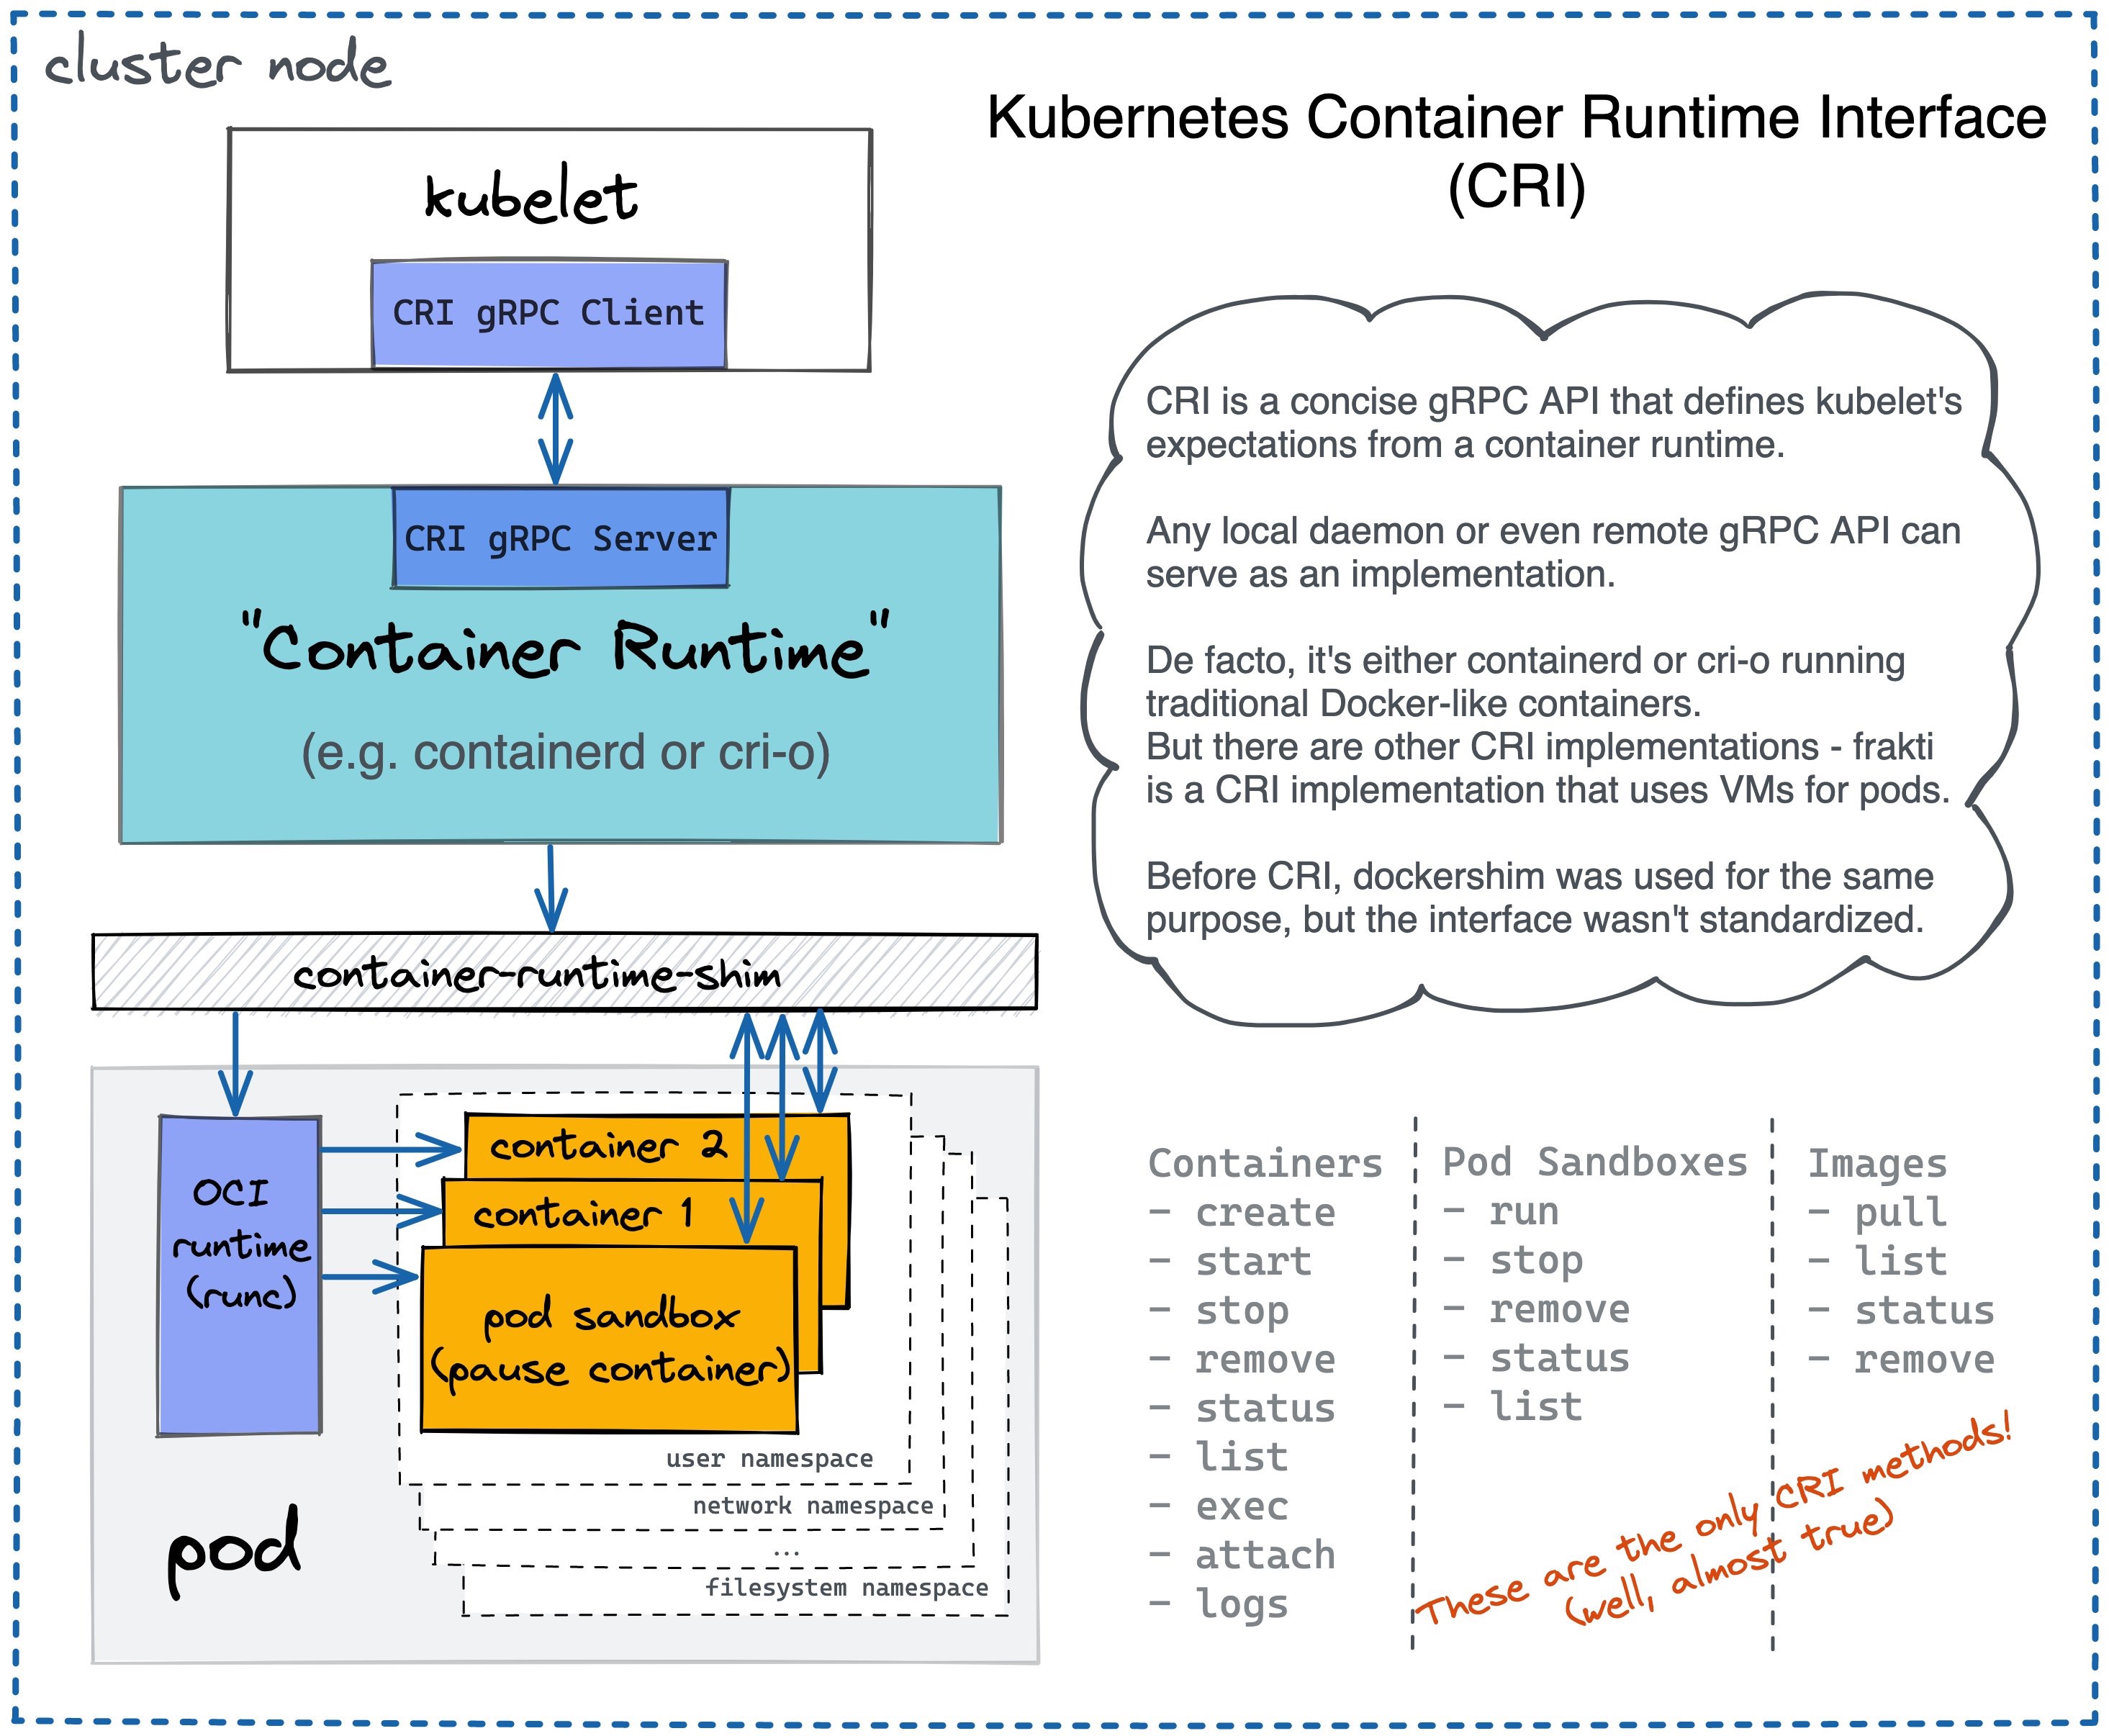 cluster node
Kubernetes Container Runtime Interface
(CRI)
kubelet
CRI gRPC Client
CRI gRPC Server
"Container Runtime"
(e.g. containerd or cri-o)
container-runtime-shim
OCI
runtime
(runc)
container 2
container 1
pod sandbox
(pause container)
user namespace
network namespace
...
filesystem namespace
pod
CRI is a concise gRPC API that defines kubelet's
expectations from a container runtime.
Any local daemon or even remote gRPC API can
serve as an implementation.
De facto, it's either containerd or cri-o running
traditional Docker-like containers.
But there are other CRI implementations - frakti
is a CRI implementation that uses VMs for pods.
Before CRI, dockershim was used for the same
purpose, but the interface wasn't standardized.
Containers
- create
- start
- stop
- remove
- status
- list
- exec
- attach
- logs
Pod Sandboxes
- run
- stop
- remove
- status
- list
Images
- pull
- list
- status
- remove
These are the only CRI methods!
(well, almost true)